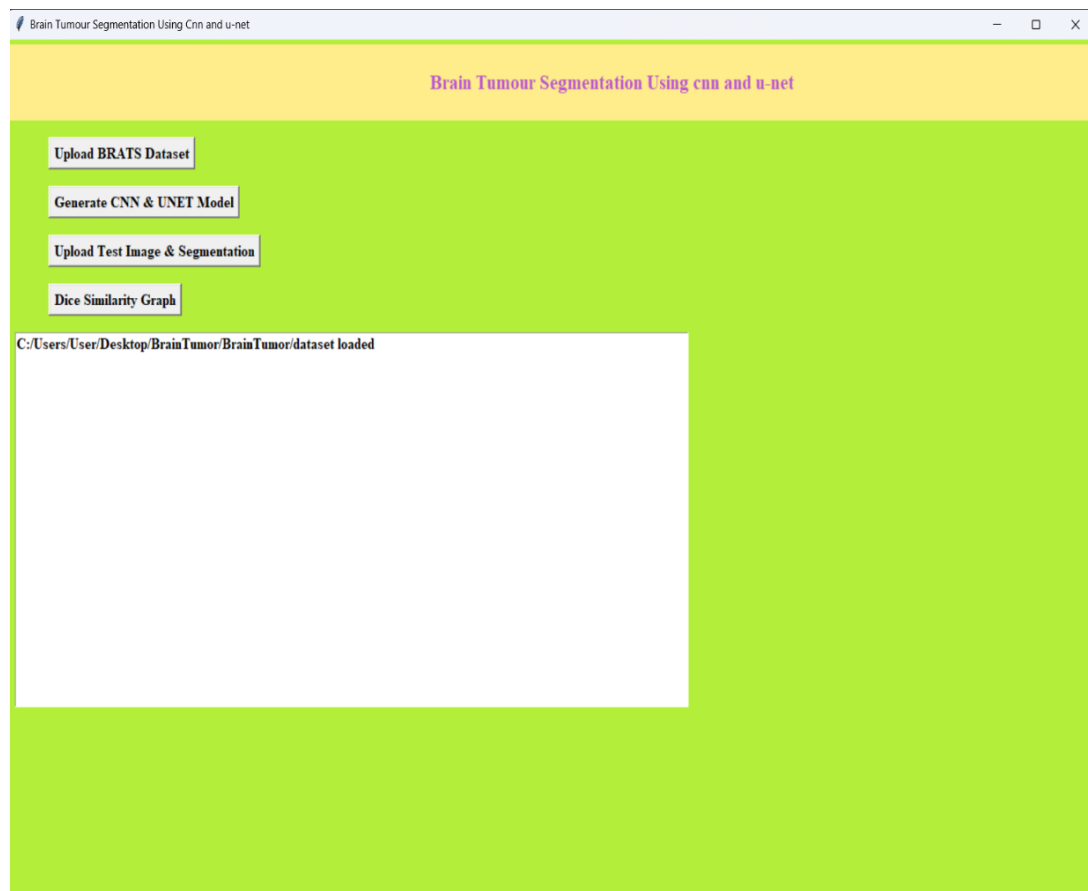 Brain Tumour Segmentation Using Cnn and u-net
Brain Tumour Segmentation Using cnn and u-net
Upload BRATS Dataset
Generate CNN & UNET Model
Upload Test Image & Segmentation
Dice Similarity Graph
C:/Users/User/Desktop/BrainTumor/BrainTumor/dataset loaded